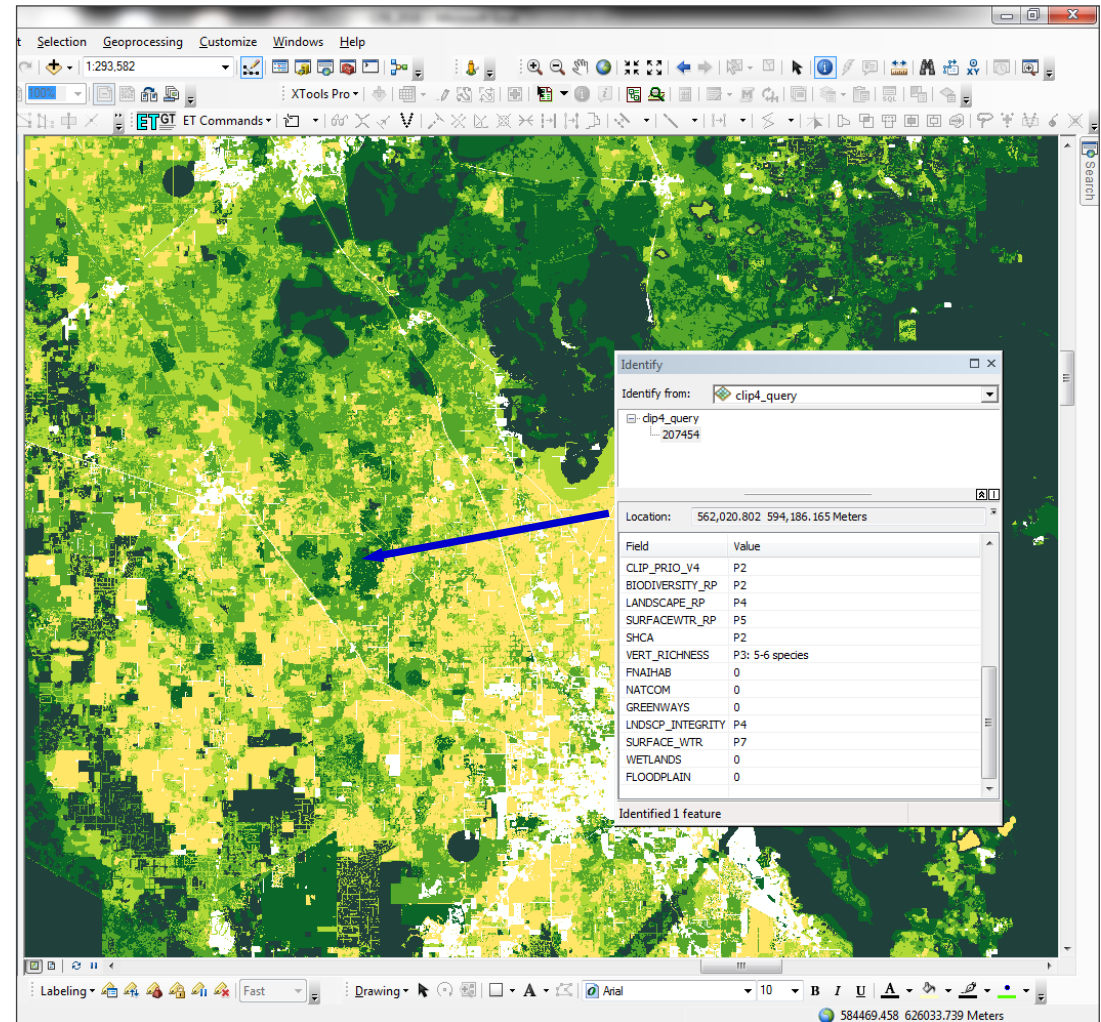 t Selection Geoprocessing Customize Windows Help
1:293,582
100% XTools Pro
ET GT ET Commands
Search
Identify
Identify from: clip4_query
clip4_query
207454
Location: 562,020.802 594,186.165 Meters
Field Value
CLIP_PRIO_V4 P2
BIODIVERSITY_RP P2
LANDSCAPE_RP P4
SURFACEWTR_RP P5
SHCA P2
VERT_RICHNESS P3: 5-6 species
FNAIHAB 0
NATCOM 0
GREENWAYS 0
LNDSCP_INTEGRITY P4
SURFACE_WTR P7
WETLANDS 0
FLOODPLAIN 0
Identified 1 feature
Labeling Fast Drawing A Arial 10 B I U A
584469.458 626033.739 Meters